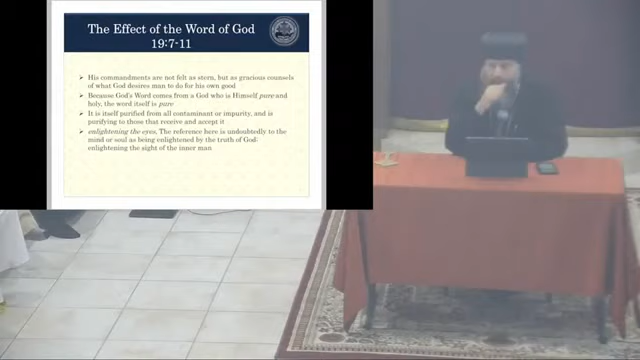 The Effect of the Word of God
19:7-11
➢ His commandments are not felt as stern, but as gracious counsels
of what God desires man to do for his own good
➢ Because God's Word comes from a God who is Himself pure and
holy, the word itself is pure
➢ It is itself purified from all contaminant or impurity, and is
purifying to those that receive and accept it
➢ enlightening the eyes, The reference here is undoubtedly to the
mind or soul as being enlightened by the truth of God;
enlightening the sight of the inner man